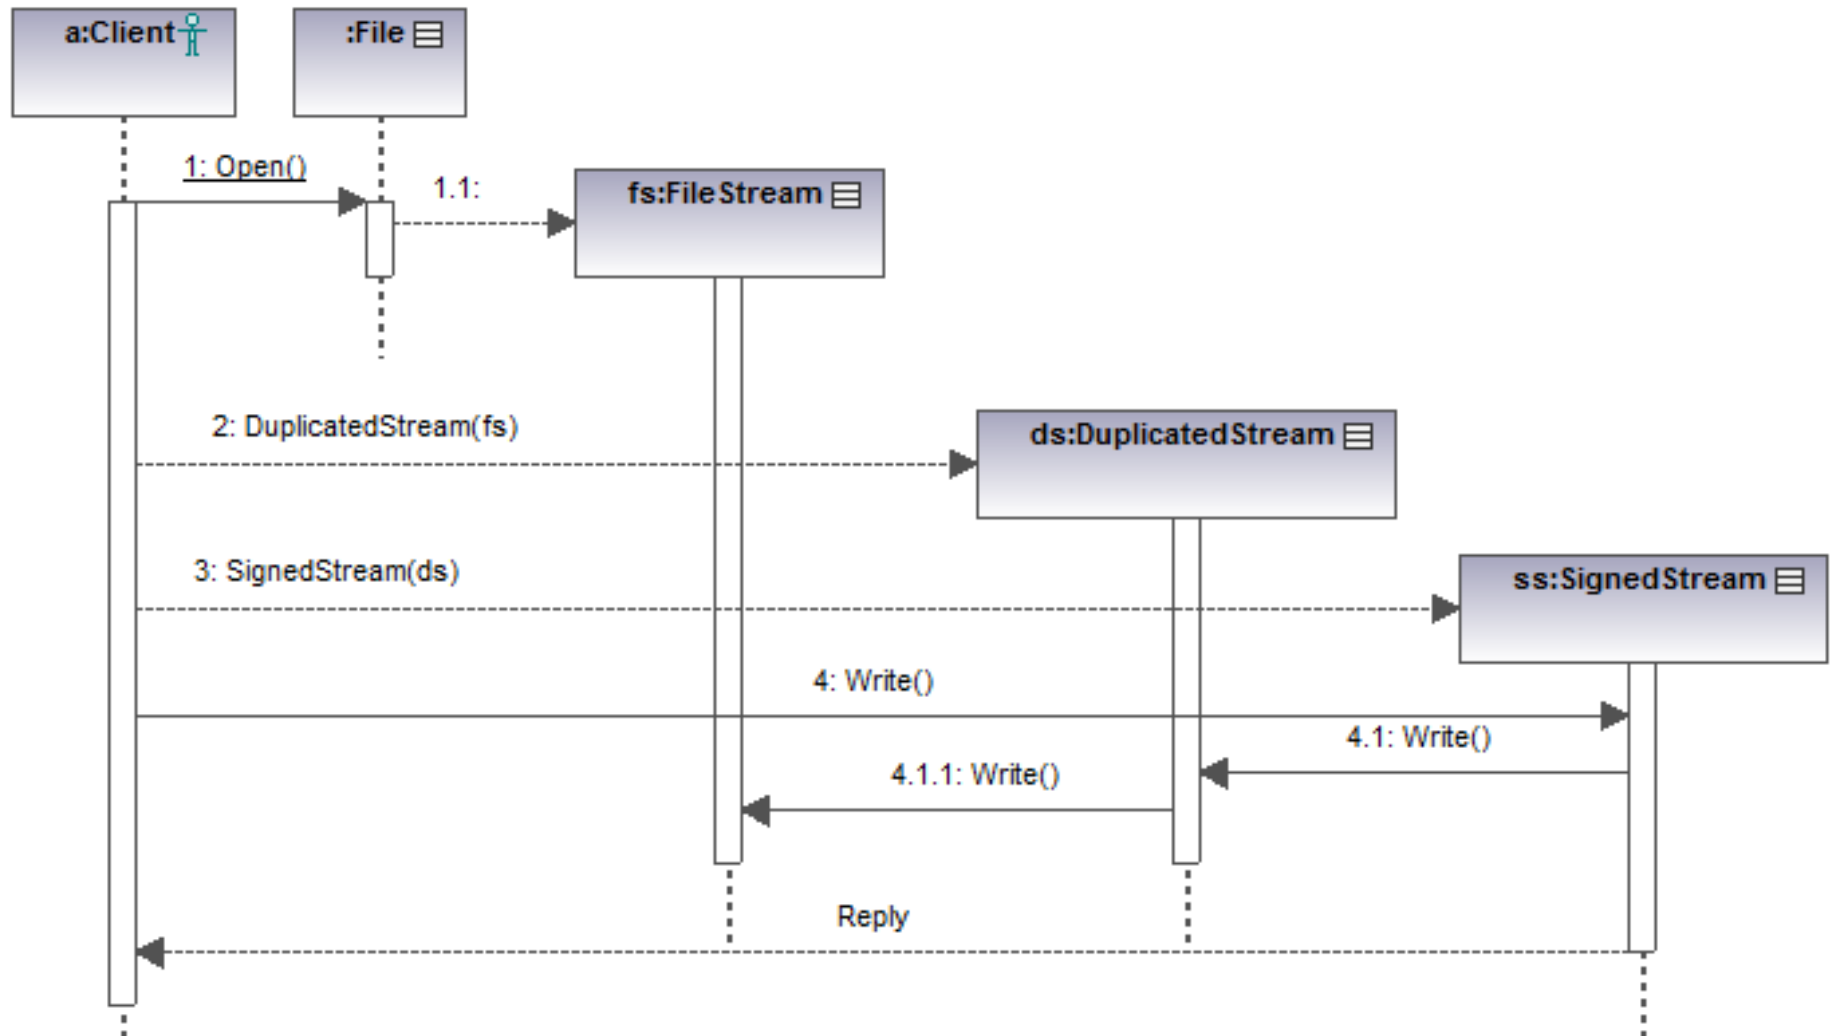 a:Client
:File
1: Open()
1.1:
fs:FileStream
2: DuplicatedStream(fs)
ds:DuplicatedStream
3: SignedStream(ds)
ss:SignedStream
4: Write()
4.1: Write()
4.1.1: Write()
Reply